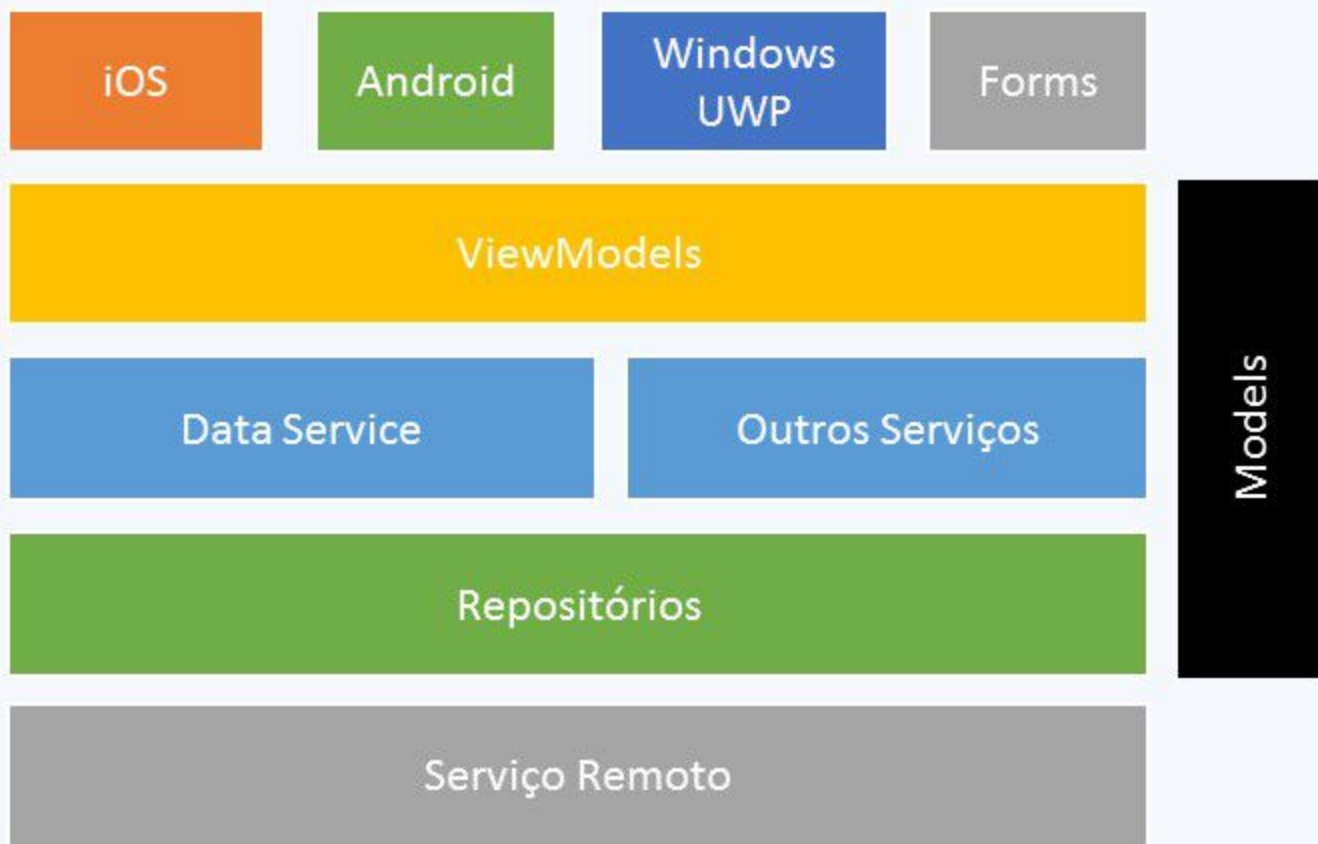 iOS
Android
Windows
UWP
Forms
ViewModels
Models
Data Service
Outros Serviços
Repositórios
Serviço Remoto